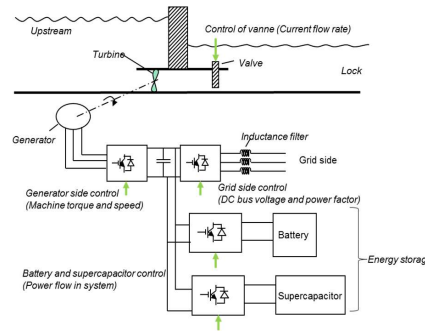 Upstream
Control of vanne (Current flow rate)
Turbine
Valve
Lock
Generator
Inductance filter
Grid side
Generator side control
(Machine torque and speed)
Grid side control
(DC bus voltage and power factor)
Battery
Battery and supercapacitor control
(Power flow in system)
Energy storag
Supercapacitor